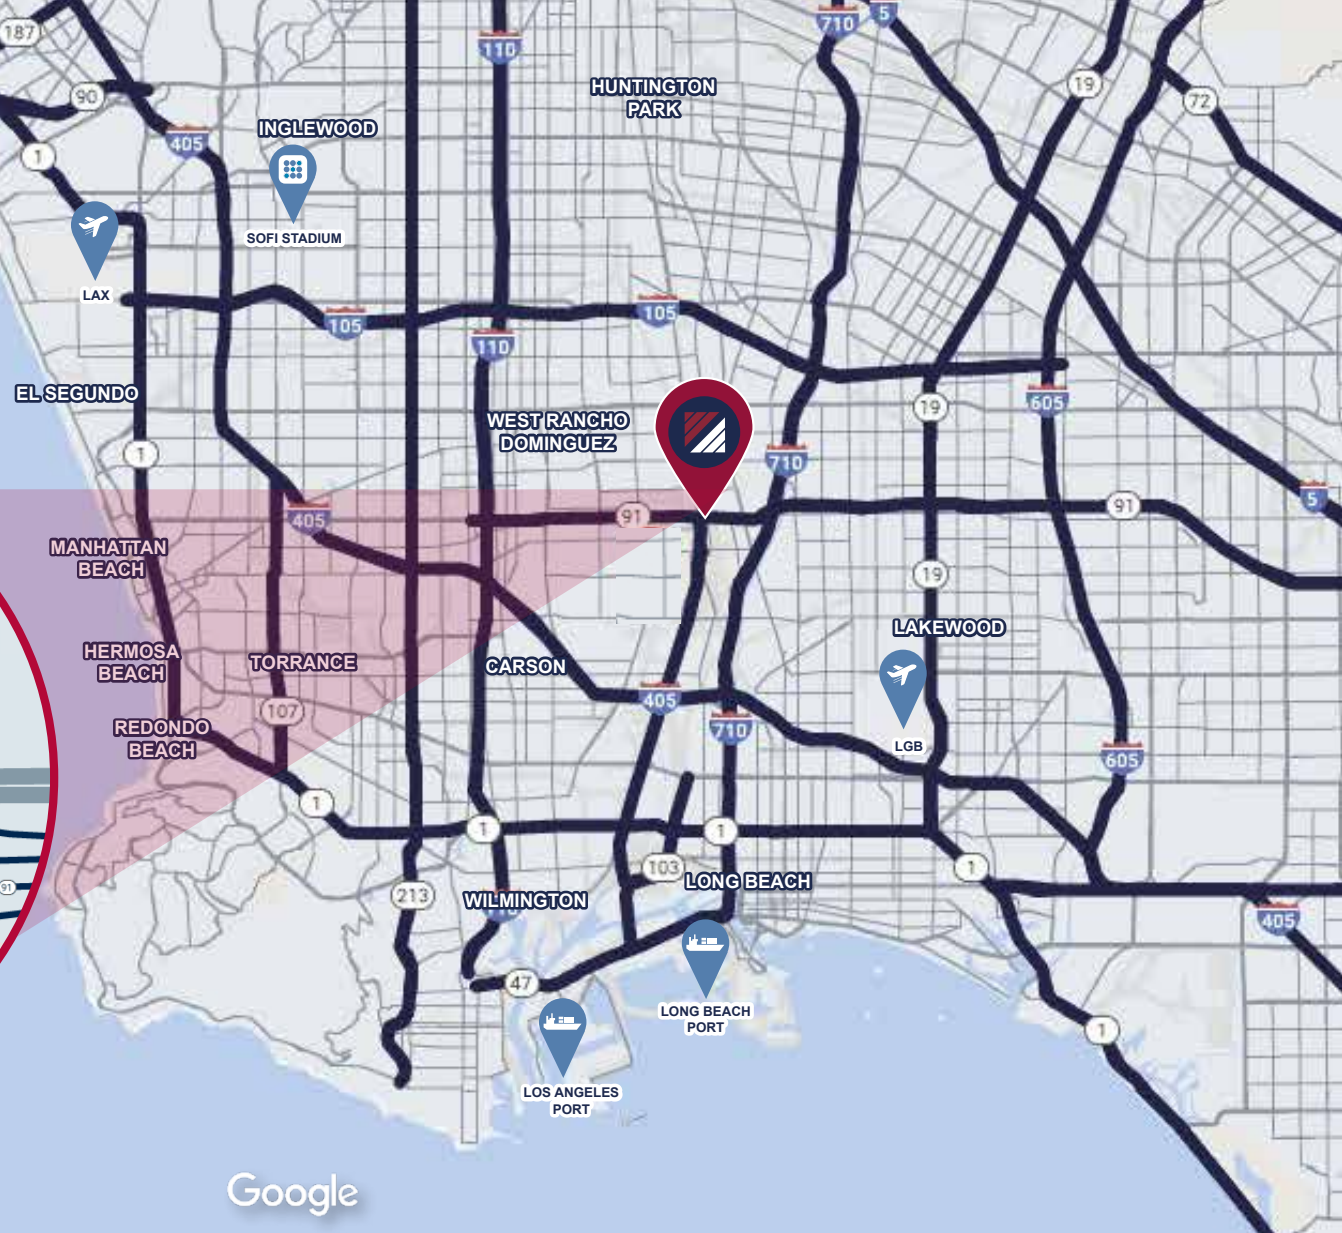 187
710
5
110
HUNTINGTON
PARK
19
90
72
INGLEWOOD
405
1
SOFI STADIUM
LAX
105
105
110
EL SEGUNDO
WEST RANCHO
DOMINGUEZ
19
605
1
710
5
405
91
91
MANHATTAN
BEACH
19
LAKEWOOD
HERMOSA
BEACH
TORRANCE
CARSON
405
107
REDONDO
BEACH
710
LGB
605
1
1
1
103
LONG BEACH
1
91
213
WILMINGTON
110
405
47
LONG BEACH
PORT
1
LOS ANGELES
PORT
Google